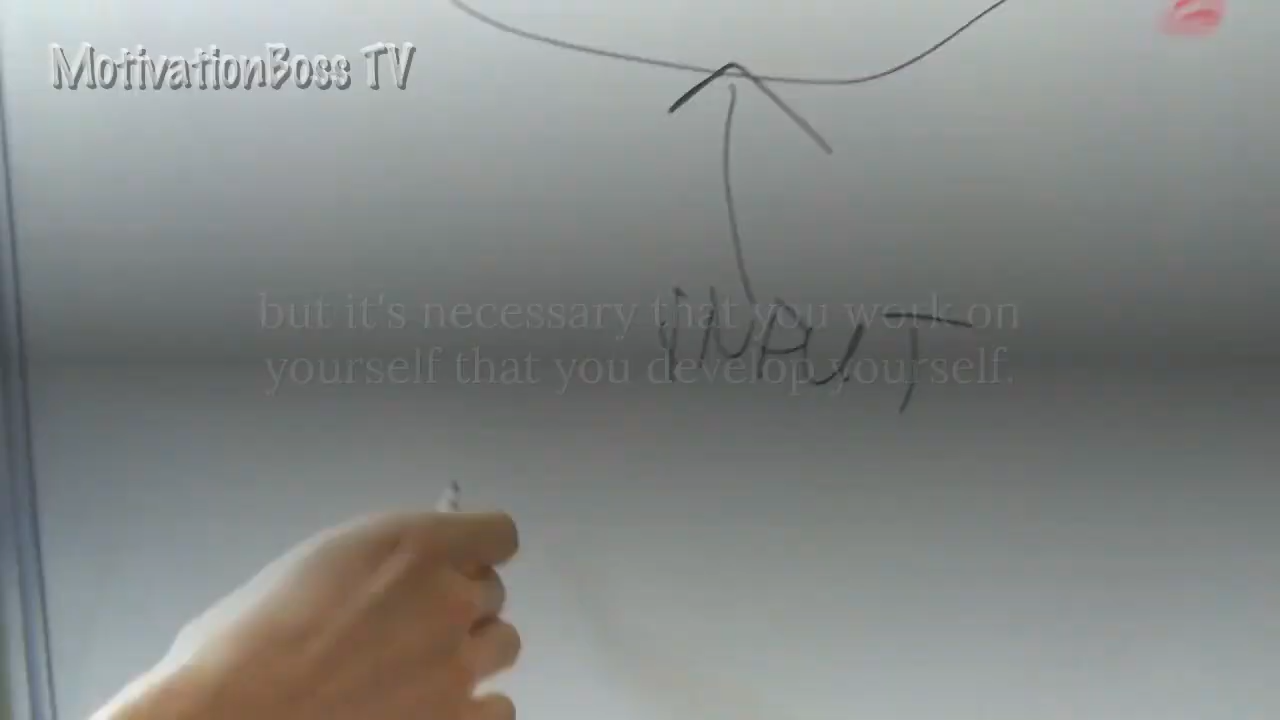 MotivationBoss TV
but it's necessary that you work on
yourself that you develop yourself.
iNPUT